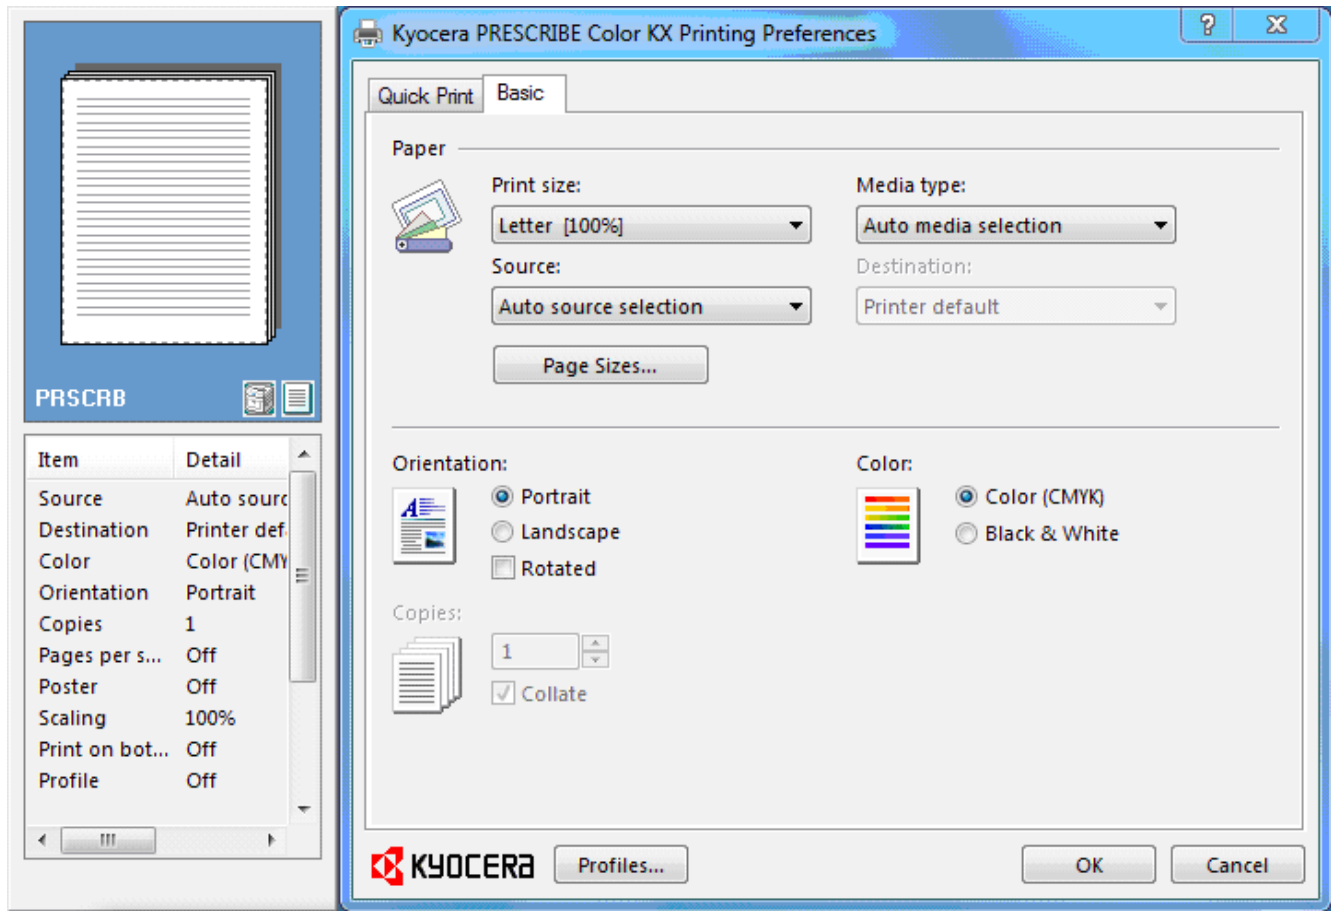 PRSCRB
Item Detail
Source Auto sourc
Destination Printer def
Color Color (CMY
Orientation Portrait
Copies 1
Pages per s... Off
Poster Off
Scaling 100%
Print on bot... Off
Profile Off
Kyocera PRESCRIBE Color KX Printing Preferences
Quick Print Basic
Paper
Print size: Media type:
Letter [100%] Auto media selection
Source: Destination:
Auto source selection Printer default
Page Sizes...
Orientation: Color:
Portrait Color (CMYK)
Landscape Black & White
Rotated
Copies:
1
Collate
KYOCERA Profiles... OK Cancel